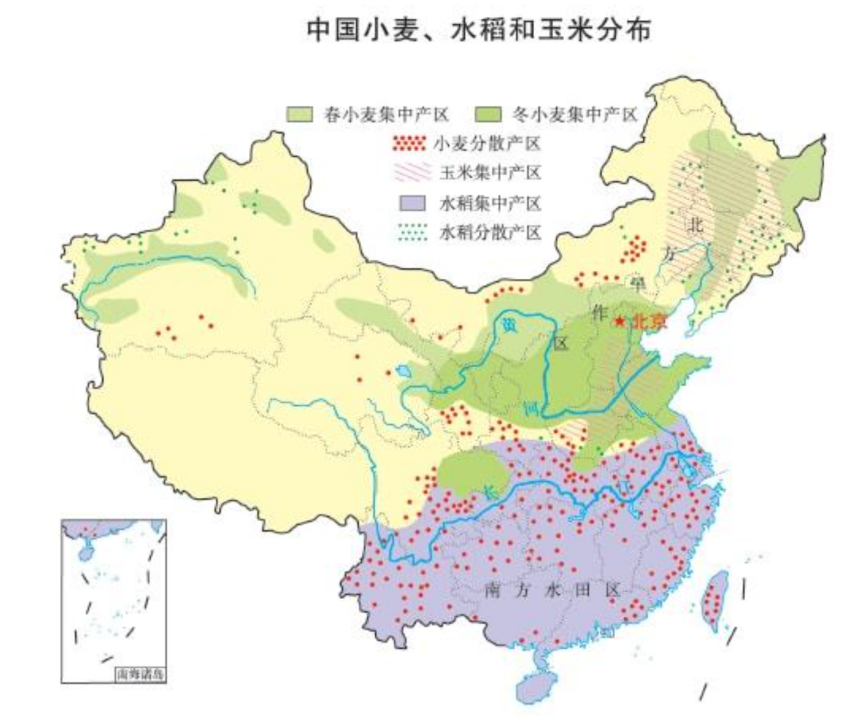 中国小麦、水稻和玉米分布
春小麦集中产区 冬小麦集中产区
小麦分散产区
玉米集中产区
水稻集中产区
水稻分散产区
北方旱作区
北京
黄河
长江
南方水田区
南海诸岛